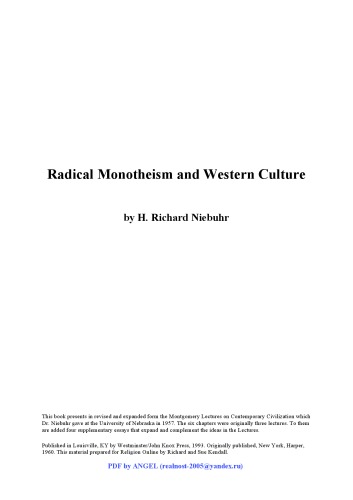 Radical Monotheism and Western Culture
by H. Richard Niebuhr
This book presents in revised and expanded form the Montgomery Lectures on Contemporary Civilization which
Dr. Niebuhr gave at the University of Nebraska in 1957. The six chapters were originally three lectures. To them
are added four supplementary essays that expand and complement the ideas in the Lectures.
Published in Louisville, KY by Westminster/John Knox Press, 1993. Originally published, New York, Harper,
1960. This material prepared for Religion Online by Richard and Sue Kendall.
PDF by ANGEL (realnost-2005@yandex.ru)